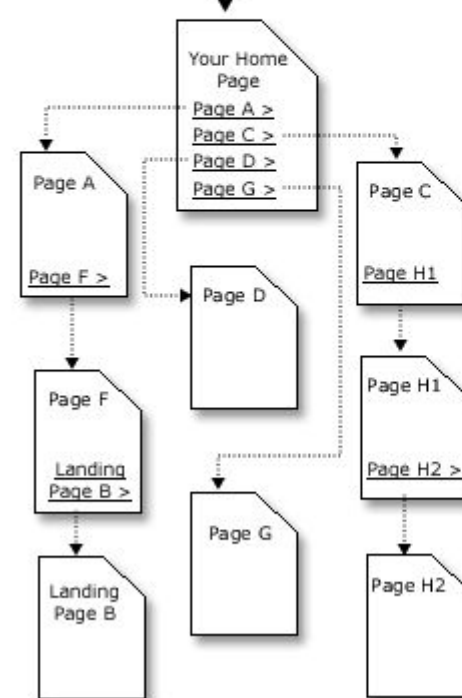 Your Home
Page
Page A >
Page C >
Page D >
Page G >
Page A
Page F >
Page C
Page H1
Page D
Page F
Landing
Page B >
Page H1
Page H2 >
Page G
Landing
Page B
Page H2